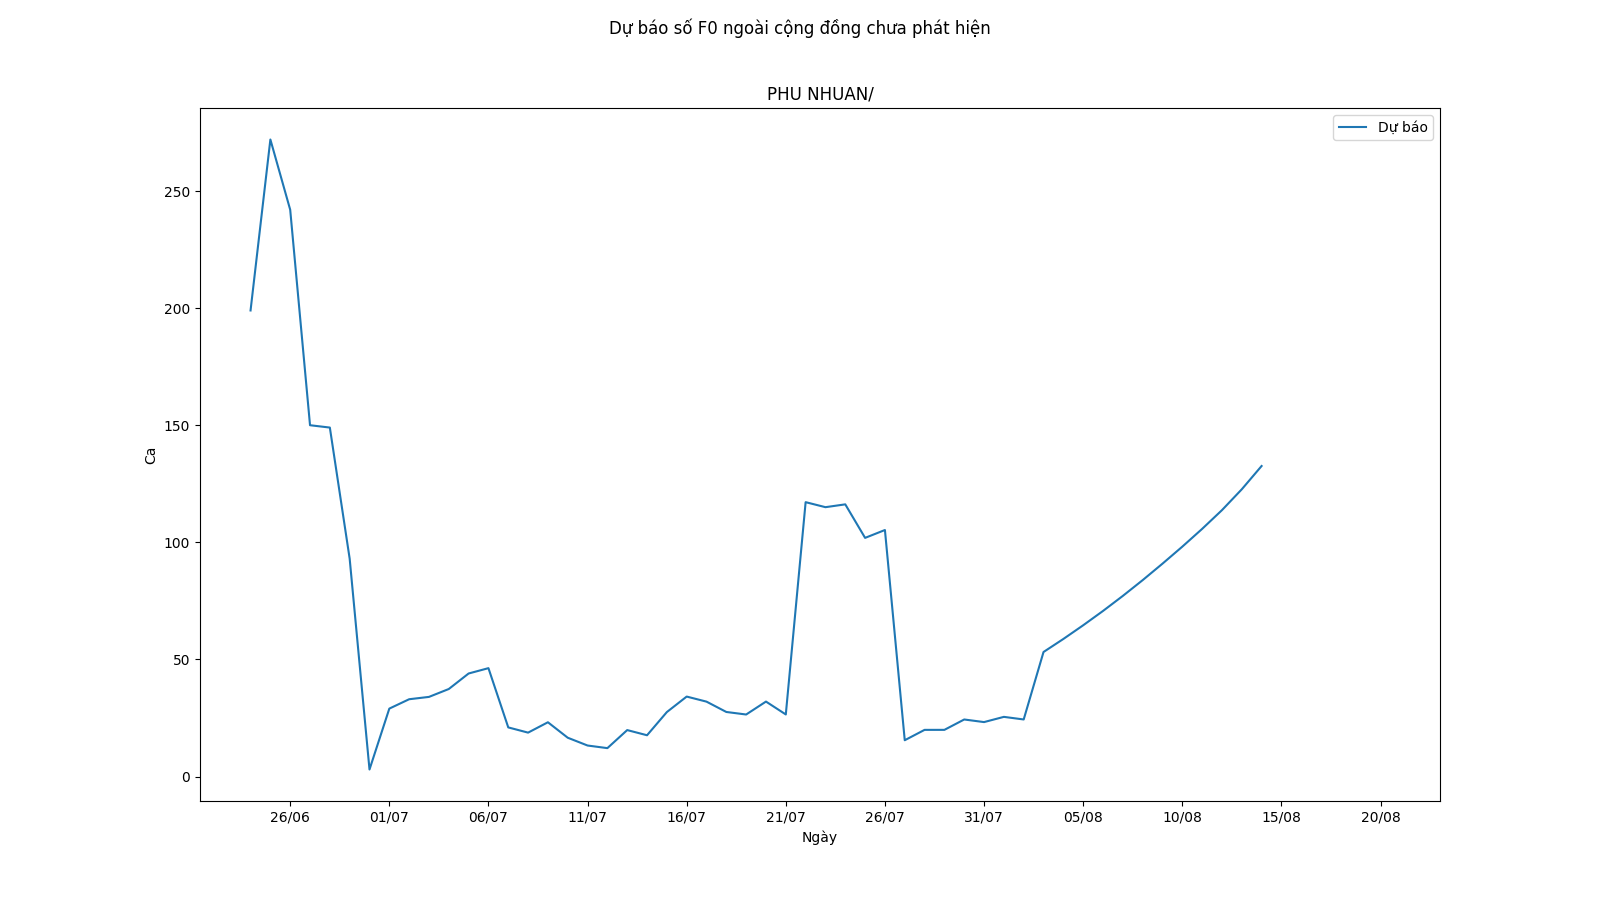 Dự báo số F0 ngoài cộng đồng chưa phát hiện
PHU NHUAN/
Dự báo
250
200
150
100
50
0
Ca
26/06 01/07 06/07 11/07 16/07 21/07 26/07 31/07 05/08 10/08 15/08 20/08
Ngày